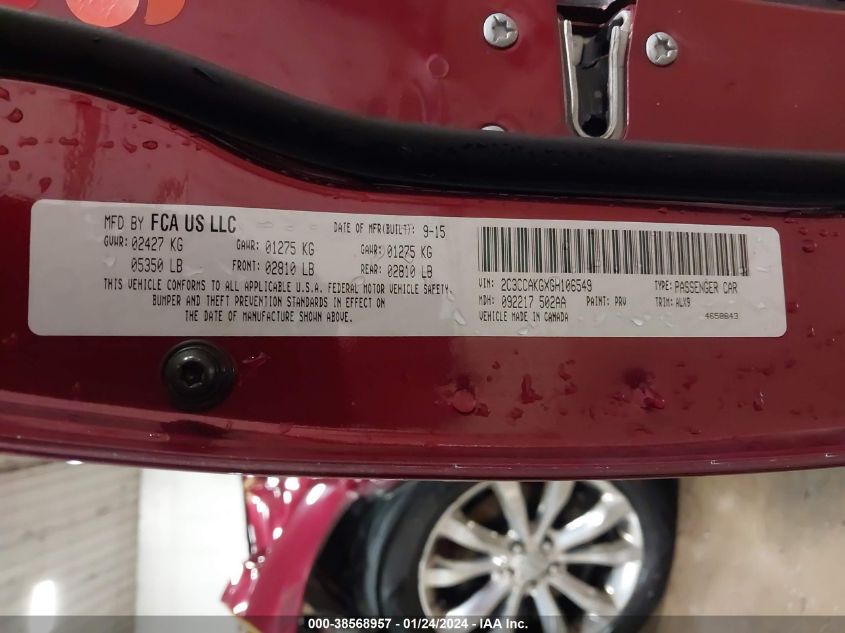 MFD BY FCA US LLC DATE OF MFR(BUILT): 9-15
GVWR: 02427 KG GAWR: 01275 KG GAWR: 01275 KG
05350 LB FRONT: 02810 LB REAR: 02810 LB
THIS VEHICLE CONFORMS TO ALL APPLICABLE U.S.A. FEDERAL MOTOR VEHICLE SAFETY,
BUMPER AND THEFT PREVENTION STANDARDS IN EFFECT ON
THE DATE OF MANUFACTURE SHOWN ABOVE.
VIN: 2C3CCAKGXGH106549 TYPE: PASSENGER CAR
MDH: 092217 502AA PAINT: PRV TRIM: ALX9
VEHICLE MADE IN CANADA 4658643
000-38568957 - 01/24/2024 - IAA Inc.